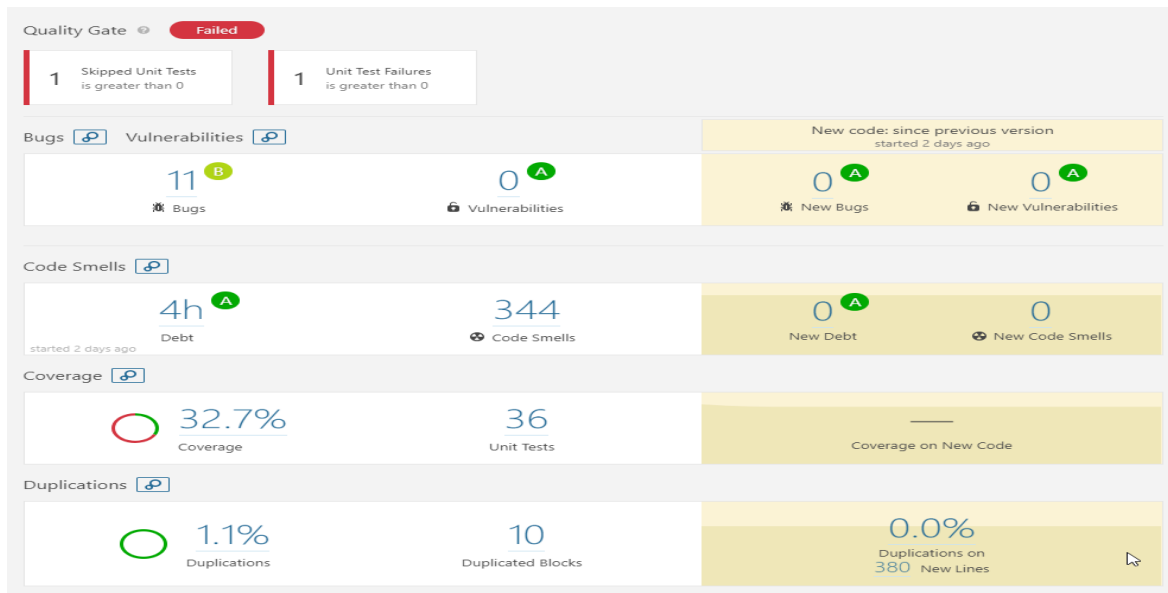 Quality Gate ? Failed
1 Skipped Unit Tests
is greater than 0
1 Unit Test Failures
is greater than 0
Bugs Vulnerabilities
New code: since previous version
started 2 days ago
11 B
Bugs
0 A
Vulnerabilities
0 A
New Bugs
0 A
New Vulnerabilities
Code Smells
4h A
Debt
started 2 days ago
344
Code Smells
0 A
New Debt
0
New Code Smells
Coverage
32.7%
Coverage
36
Unit Tests
—
Coverage on New Code
Duplications
1.1%
Duplications
10
Duplicated Blocks
0.0%
Duplications on
380 New Lines